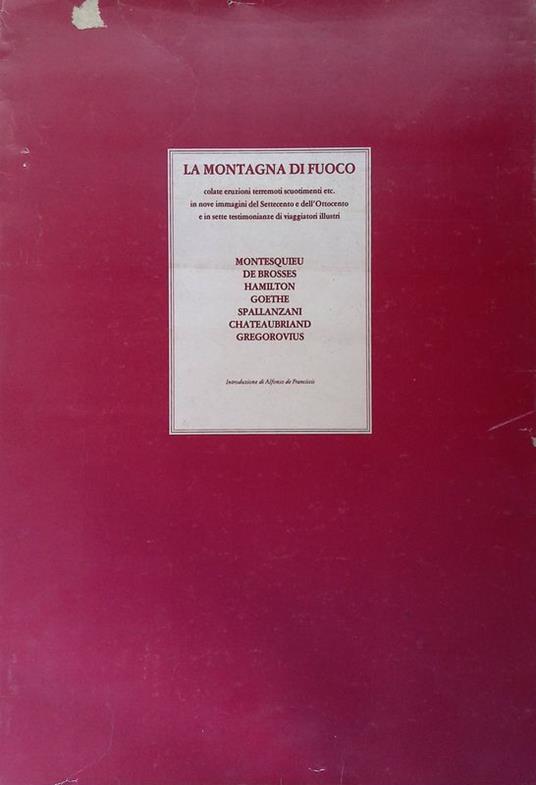 LA MONTAGNA DI FUOCO
colate eruzioni terremoti scuotimenti etc.
in nove immagini del Settecento e dell'Ottocento
e in sette testimonianze di viaggiatori illustri
MONTESQUIEU
DE BROSSES
HAMILTON
GOETHE
SPALLANZANI
CHATEAUBRIAND
GREGOROVIUS
Introduzione di Alfonso de Franciscis